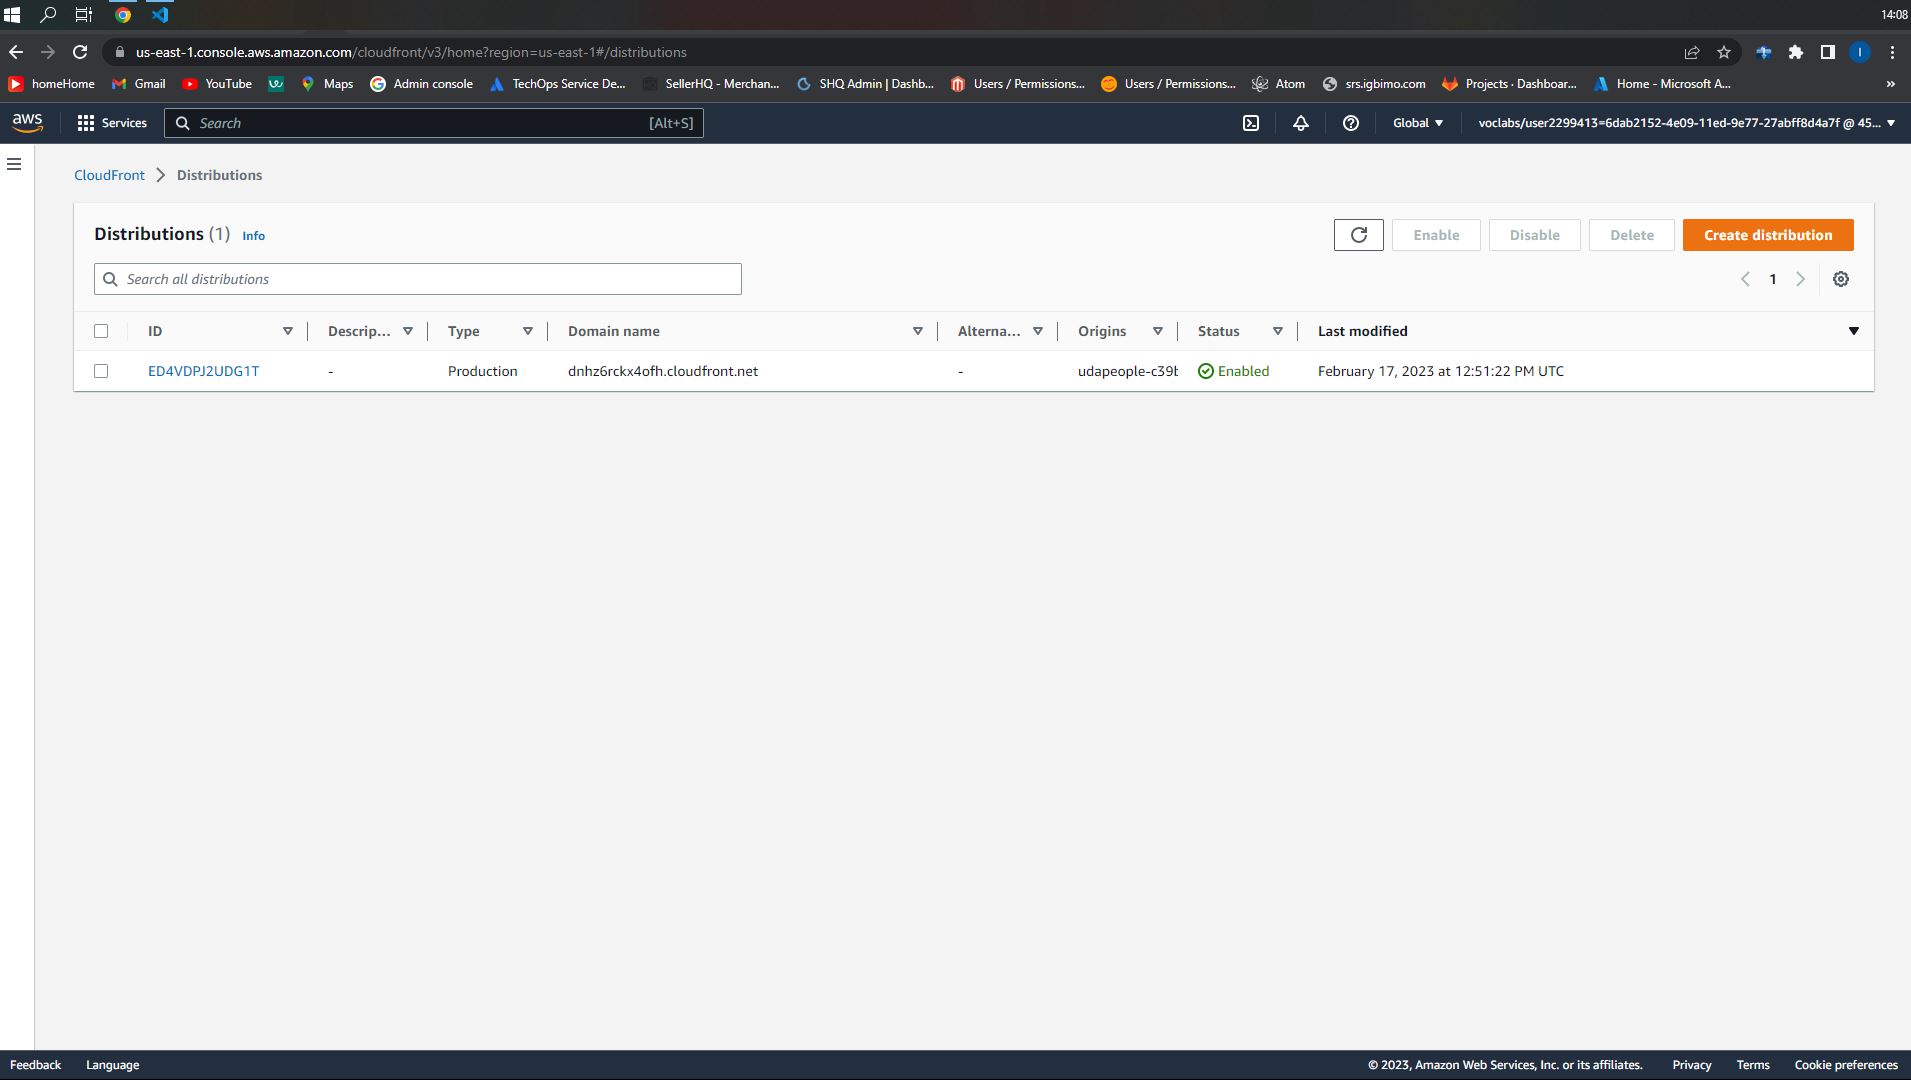 14:08
us-east-1.console.aws.amazon.com/cloudfront/v3/home?region=us-east-1#/distributions
homeHome Gmail YouTube Maps Admin console TechOps Service De... SellerHQ - Merchan... SHQ Admin | Dashb... Users / Permissions... Users / Permissions... Atom srs.igbimo.com Projects · Dashboar... Home - Microsoft A... »
aws Services Search [Alt+S] Global voclabs/user2299413=6dab2152-4e09-11ed-9e77-27abff8d4a7f @ 45...
CloudFront Distributions
Distributions (1) Info Enable Disable Delete Create distribution
Search all distributions 1
ID Descrip... Type Domain name Alterna... Origins Status Last modified
ED4VDPJ2UDG1T - Production dnhz6rckx4ofh.cloudfront.net - udapeople-c39b Enabled February 17, 2023 at 12:51:22 PM UTC
Feedback Language © 2023, Amazon Web Services, Inc. or its affiliates. Privacy Terms Cookie preferences